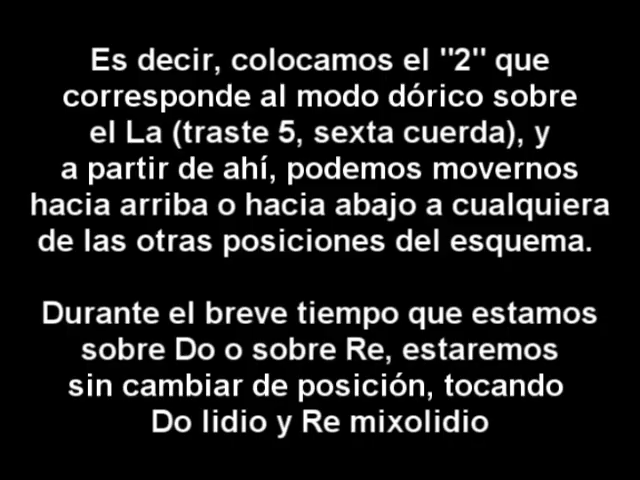 Es decir, colocamos el "2" que
corresponde al modo dórico sobre
el La (traste 5, sexta cuerda), y
a partir de ahí, podemos movernos
hacia arriba o hacia abajo a cualquiera
de las otras posiciones del esquema.
Durante el breve tiempo que estamos
sobre Do o sobre Re, estaremos
sin cambiar de posición, tocando
Do lidio y Re mixolidio